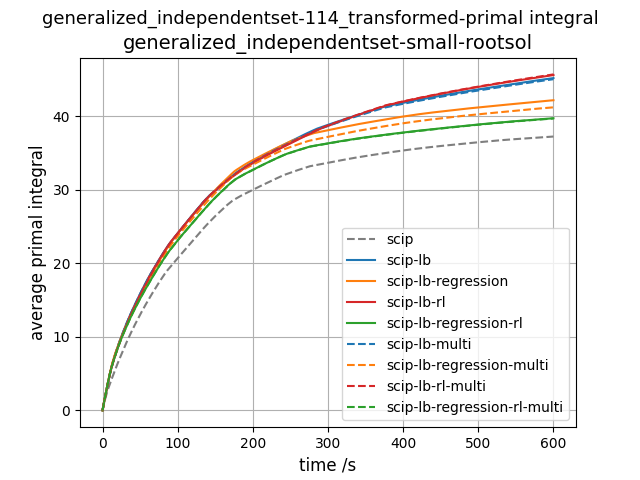 generalized_independentset-114_transformed-primal integral
generalized_independentset-small-rootsol
average primal integral
40
30
20
10
0
scip
scip-lb
scip-lb-regression
scip-lb-rl
scip-lb-regression-rl
scip-lb-multi
scip-lb-regression-multi
scip-lb-rl-multi
scip-lb-regression-rl-multi
0 100 200 300 400 500 600
time /s